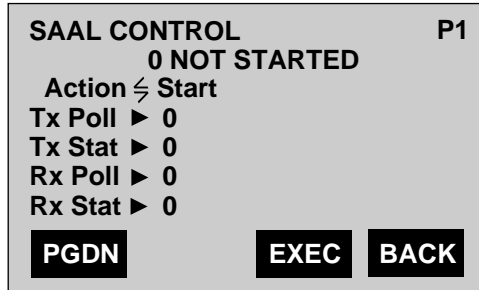 SAAL CONTROL P1
0 NOT STARTED
Action Start
Tx Poll ► 0
Tx Stat ► 0
Rx Poll ► 0
Rx Stat ► 0
PGDN EXEC BACK